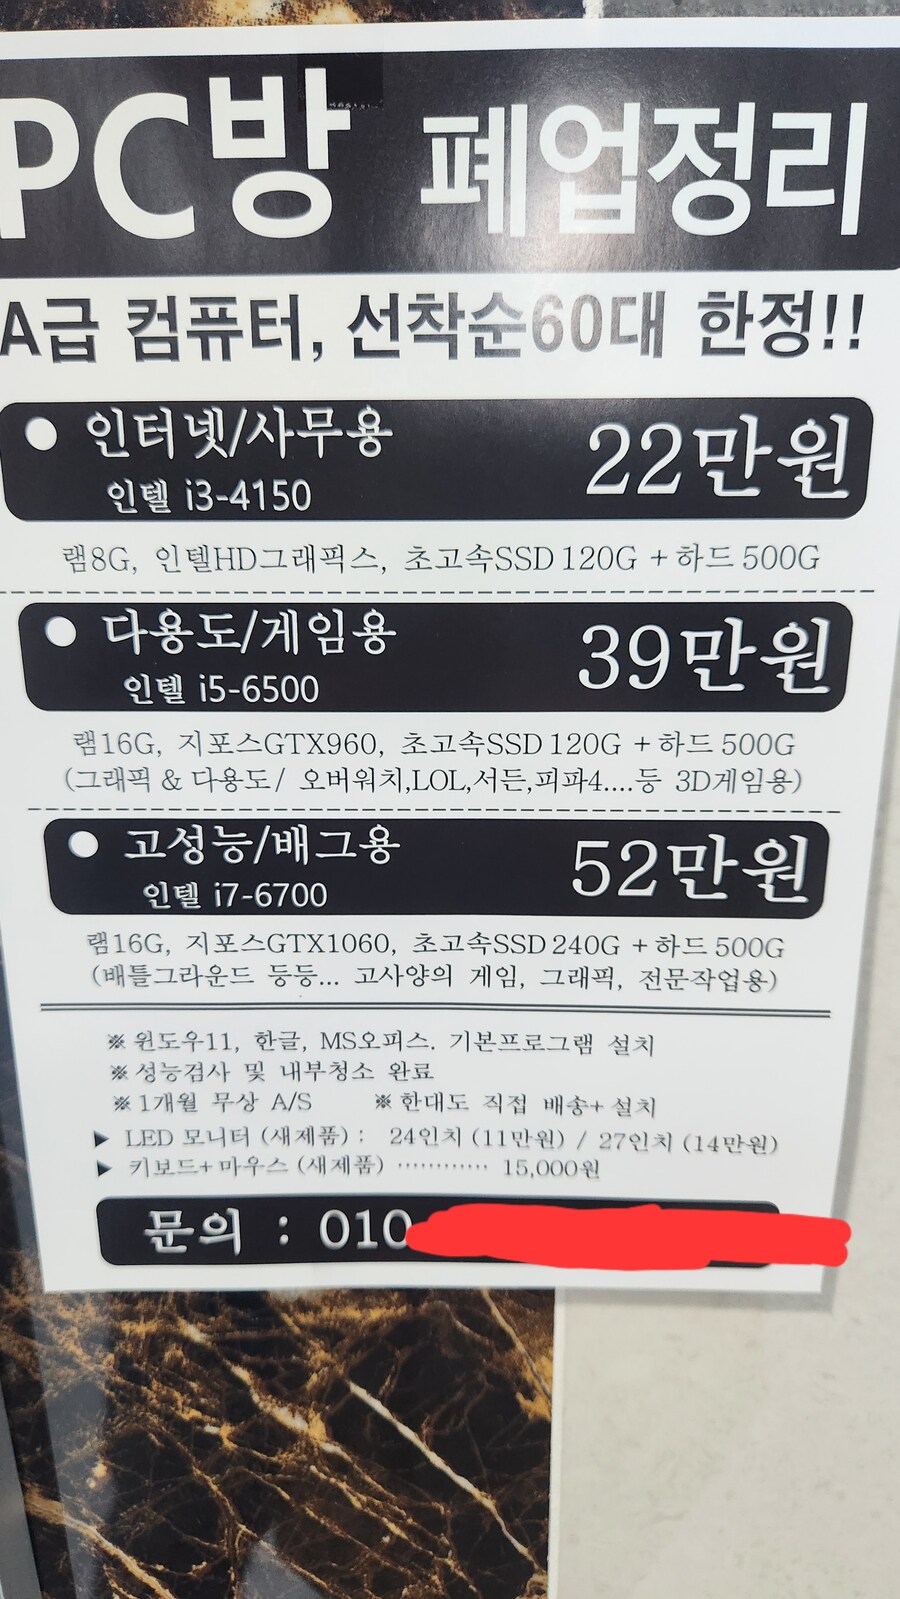 PC방 폐업정리
A급 컴퓨터, 선착순60대 한정!!
인터넷/사무용 22만원
인텔 i3-4150
램8G, 인텔HD그래픽스, 초고속SSD 120G + 하드 500G
다용도/게임용 39만원
인텔 i5-6500
램16G, 지포스GTX960, 초고속SSD 120G + 하드 500G
(그래픽 & 다용도/ 오버워치,LOL,서든,피파4....등 3D게임용)
고성능/배그용 52만원
인텔 i7-6700
램16G, 지포스GTX1060, 초고속SSD 240G + 하드 500G
(배틀그라운드 등등... 고사양의 게임, 그래픽, 전문작업용)
※ 윈도우11, 한글, MS오피스. 기본프로그램 설치
※ 성능검사 및 내부청소 완료
※ 1개월 무상 A/S ※ 한대도 직접 배송+ 설치
▶ LED 모니터 (새제품) : 24인치 (11만원) / 27인치 (14만원)
▶ 키보드+마우스 (새제품) ············ 15,000원
문의 : 010